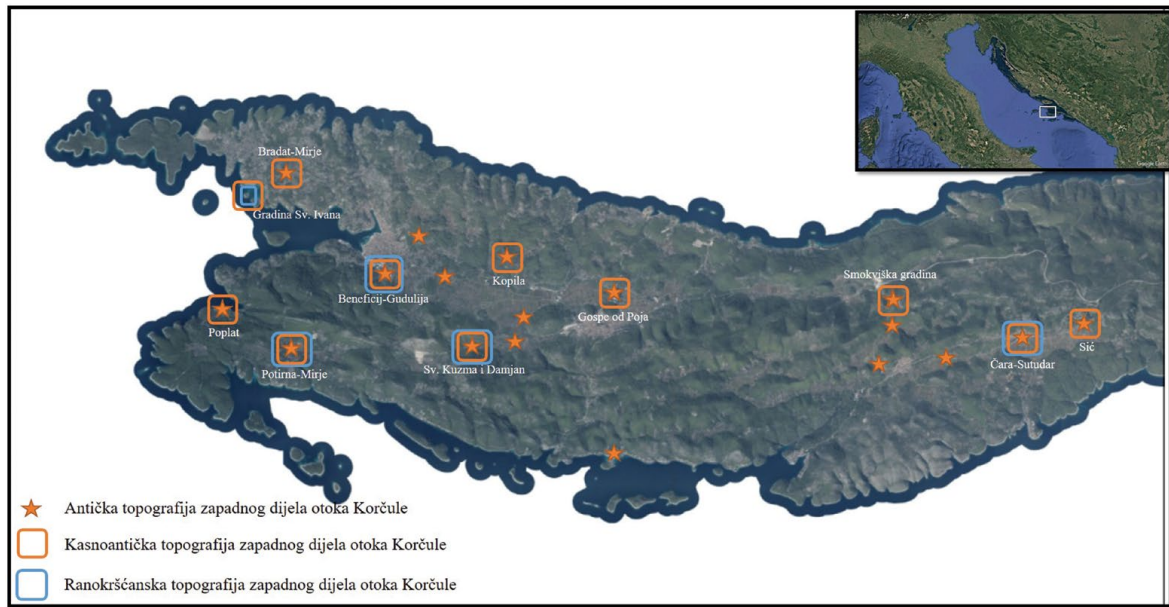 Bradat-Mirje
Gradina Sv. Ivana
Beneficij-Gudulija
Kopila
Smokviška gradina
Gospe od Poja
Poplat
Potirna-Mirje
Sv. Kuzma i Damjan
Čara-Sutudar
Sić
Antička topografija zapadnog dijela otoka Korčule
Kasnoantička topografija zapadnog dijela otoka Korčule
Ranokršćanska topografija zapadnog dijela otoka Korčule